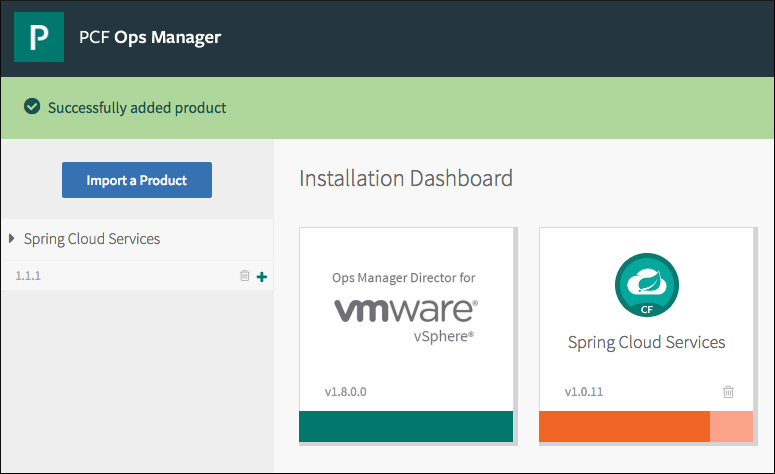 P
PCF Ops Manager
Successfully added product
Import a Product
Installation Dashboard
Spring Cloud Services
1.1.1
Ops Manager Director for
vmware®
vSphere®
v1.8.0.0
CF
Spring Cloud Services
v1.0.11